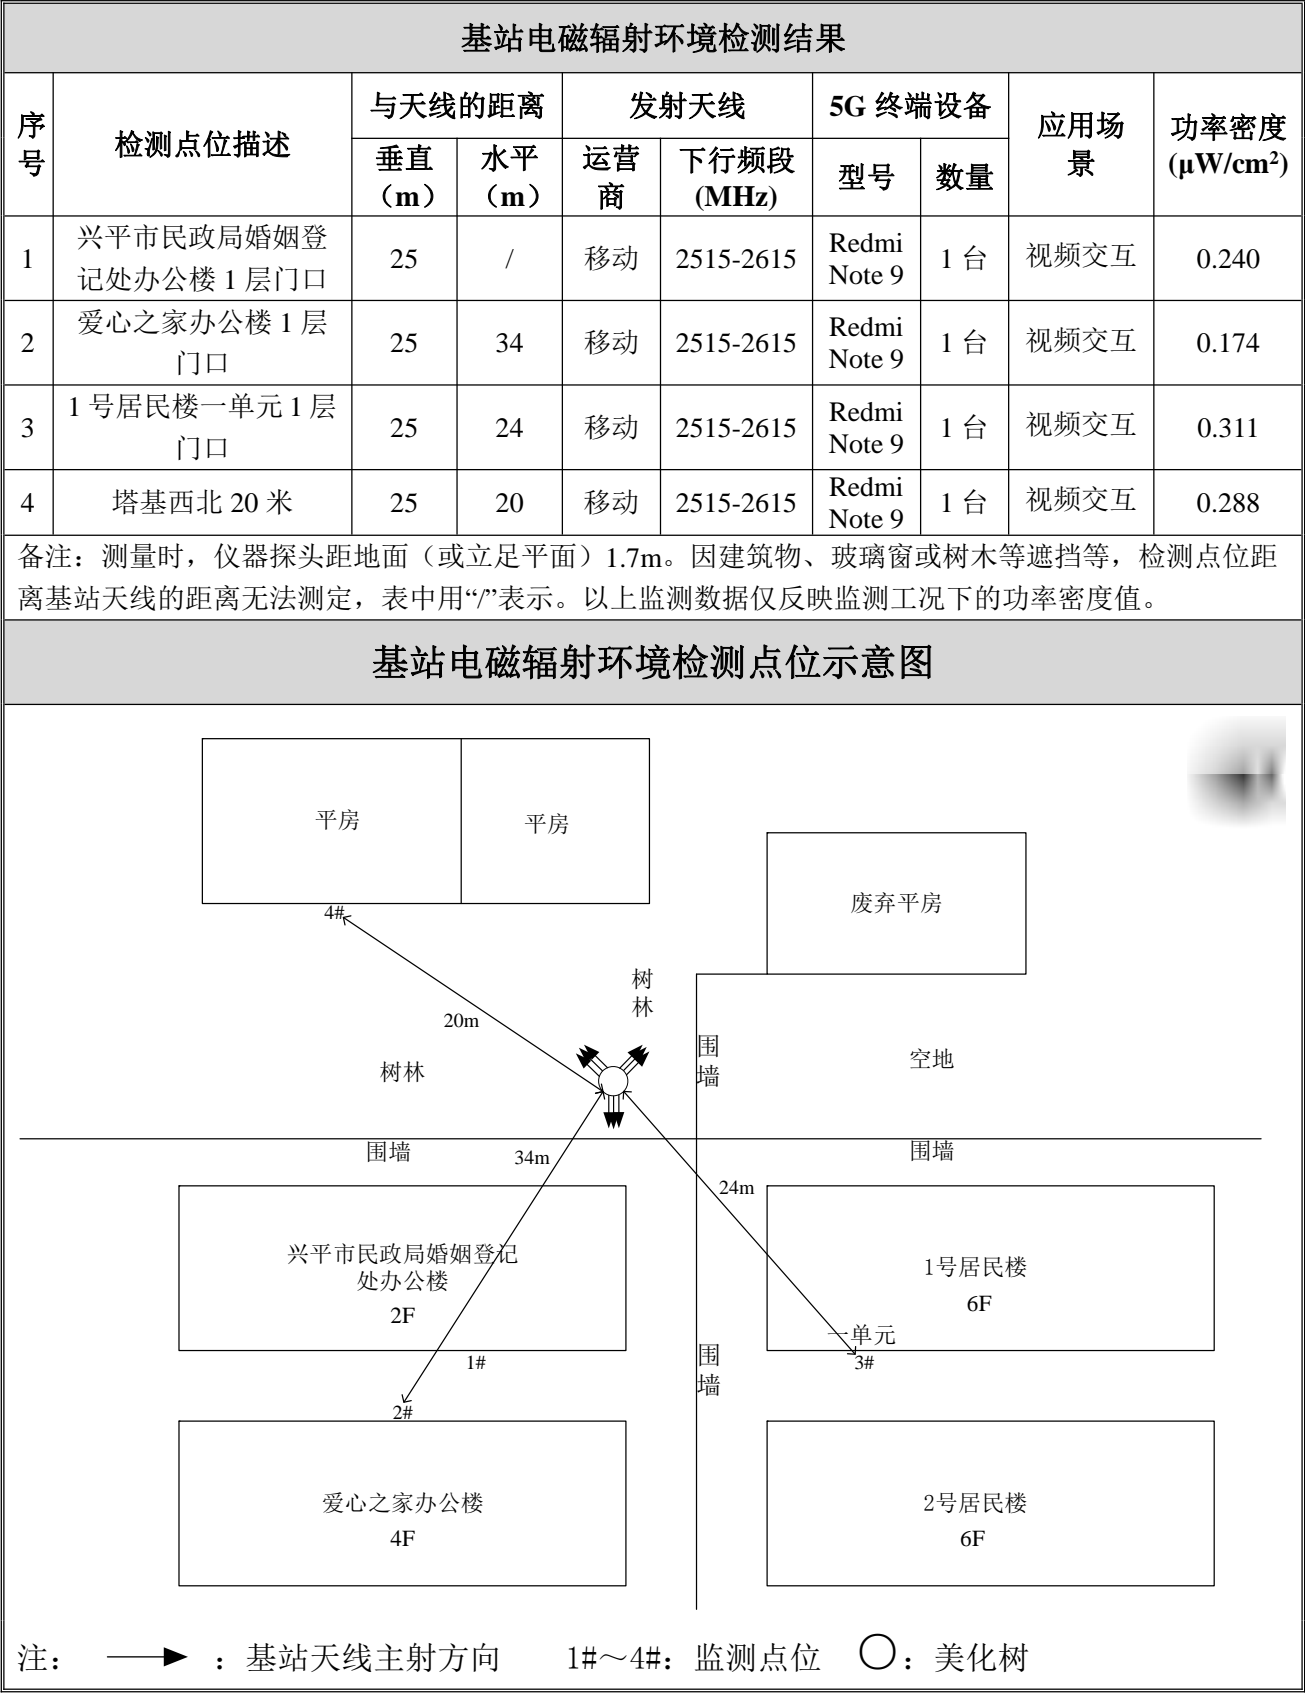 基站电磁辐射环境检测结果
序号 检测点位描述 与天线的距离 发射天线 5G 终端设备 应用场景 功率密度(μW/cm²)
垂直（m） 水平（m） 运营商 下行频段(MHz) 型号 数量
1 兴平市民政局婚姻登记处办公楼 1 层门口 25 / 移动 2515-2615 Redmi Note 9 1 台 视频交互 0.240
2 爱心之家办公楼 1 层门口 25 34 移动 2515-2615 Redmi Note 9 1 台 视频交互 0.174
3 1 号居民楼一单元 1 层门口 25 24 移动 2515-2615 Redmi Note 9 1 台 视频交互 0.311
4 塔基西北 20 米 25 20 移动 2515-2615 Redmi Note 9 1 台 视频交互 0.288
备注：测量时，仪器探头距地面（或立足平面）1.7m。因建筑物、玻璃窗或树木等遮挡等，检测点位距
离基站天线的距离无法测定，表中用“/”表示。以上监测数据仅反映监测工况下的功率密度值。
基站电磁辐射环境检测点位示意图
平房
平房
废弃平房
4#
树林
20m
围墙
空地
树林
围墙
34m
围墙
24m
兴平市民政局婚姻登记
处办公楼
2F
1号居民楼
6F
一单元
1#
围墙
3#
2#
爱心之家办公楼
4F
2号居民楼
6F
注： ：基站天线主射方向 1#～4#：监测点位 ：美化树